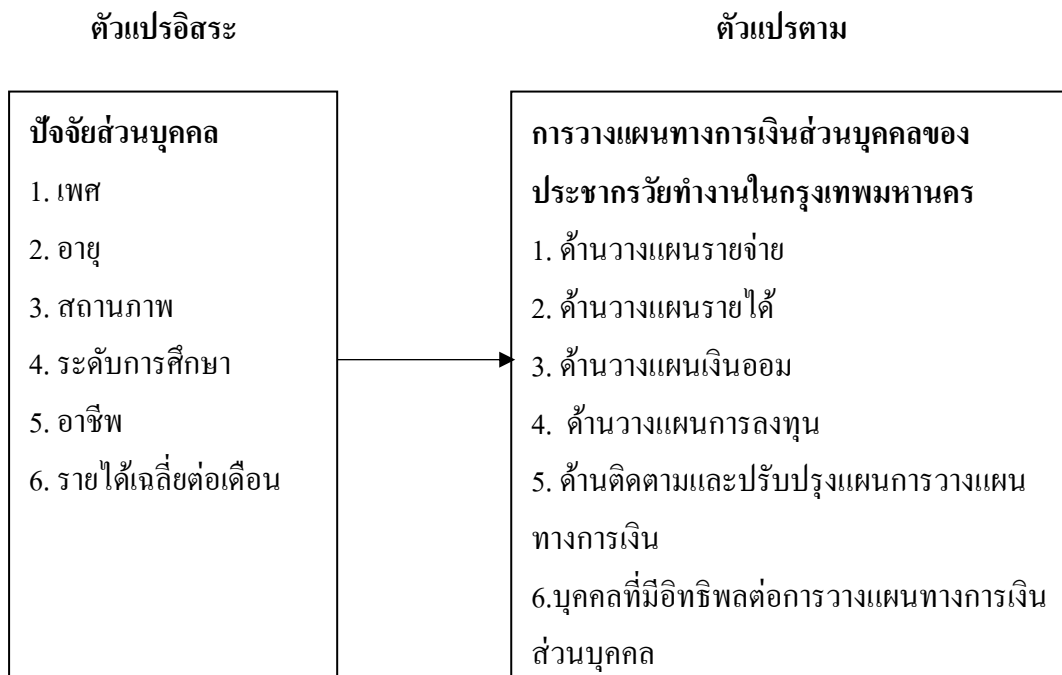 ตัวแปรอิสระ
ตัวแปรตาม
ปัจจัยส่วนบุคคล
1. เพศ
2. อายุ
3. สถานภาพ
4. ระดับการศึกษา
5. อาชีพ
6. รายได้เฉลี่ยต่อเดือน
การวางแผนทางการเงินส่วนบุคคลของ
ประชากรวัยทำงานในกรุงเทพมหานคร
1. ด้านวางแผนรายจ่าย
2. ด้านวางแผนรายได้
3. ด้านวางแผนเงินออม
4. ด้านวางแผนการลงทุน
5. ด้านติดตามและปรับปรุงแผนการวางแผน
ทางการเงิน
6.บุคคลที่มีอิทธิพลต่อการวางแผนทางการเงิน
ส่วนบุคคล